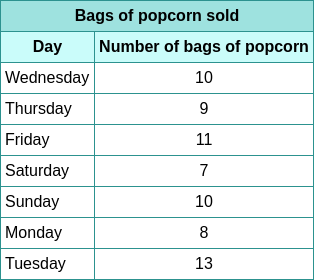 Bags of popcorn sold
Day Number of bags of popcorn
Wednesday 10
Thursday 9
Friday 11
Saturday 7
Sunday 10
Monday 8
Tuesday 13